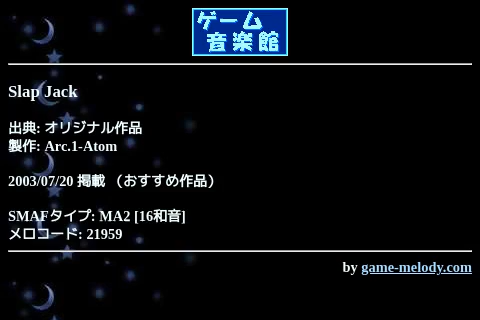 ゲーム
音楽館
Slap Jack
出典: オリジナル作品
製作: Arc.1-Atom
2003/07/20 掲載 （おすすめ作品）
SMAFタイプ: MA2 [16和音]
メロコード: 21959
by game-melody.com